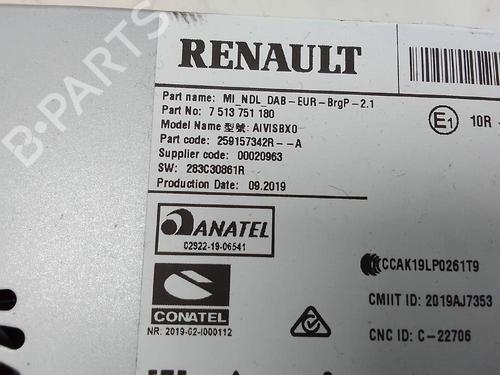 B-PARTS
RENAULT
Part name: MI_NDL_DAB-EUR-BrgP-2.1
Part No: 7 513 751 180
Model Name 型號: AIVISBX0
Part code: 259157342R--A
Supplier code: 00020963
SW: 283C30861R
Production Date: 09.2019
E1
10R -
ANATEL
02922-19-06541
CCAK19LP0261T9
CONATEL
CMIIT ID: 2019AJ7353
NR: 2019-02-I000112
CNC ID: C-22706